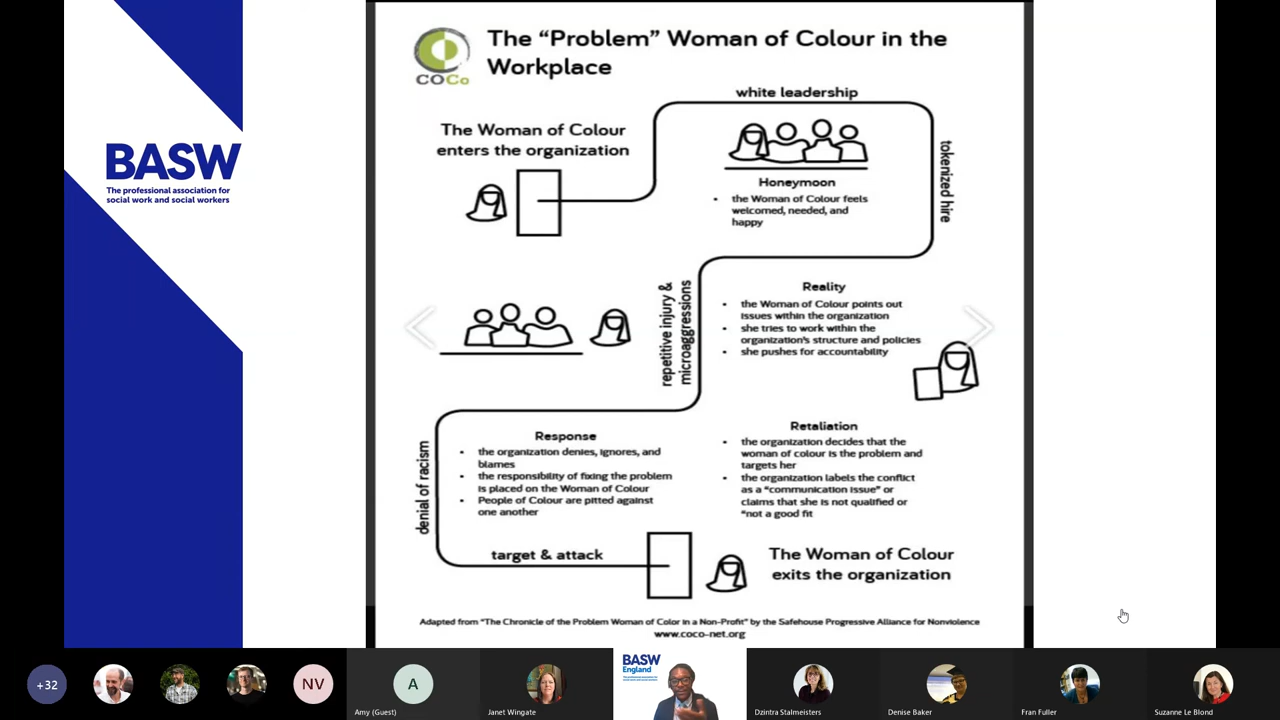 BASW
The professional association for
social work and social workers
COCo
The “Problem” Woman of Colour in the
Workplace
white leadership
The Woman of Colour
enters the organization
tokenized hire
Honeymoon
• the Woman of Colour feels
welcomed, needed, and
happy
repetitive injury &
microaggressions
Reality
• the Woman of Colour points out
issues within the organization
• she tries to work within the
organization's structure and policies
• she pushes for accountability
denial of racism
Response
• the organization denies, ignores, and
blames
• the responsibility of fixing the problem
is placed on the Woman of Colour
• People of Colour are pitted against
one another
Retaliation
• the organization decides that the
woman of colour is the problem and
targets her
• the organization labels the conflict
as a “communication issue” or
claims that she is not qualified or
“not a good fit
target & attack
The Woman of Colour
exits the organization
Adapted from “The Chronicle of the Problem Woman of Color in a Non-Profit” by the Safehouse Progressive Alliance for Nonviolence
www.coco-net.org
+32
NV
A
Amy (Guest)
Janet Wingate
BASW
England
Dzintra Stalmeisters
Denise Baker
Fran Fuller
Suzanne Le Blond